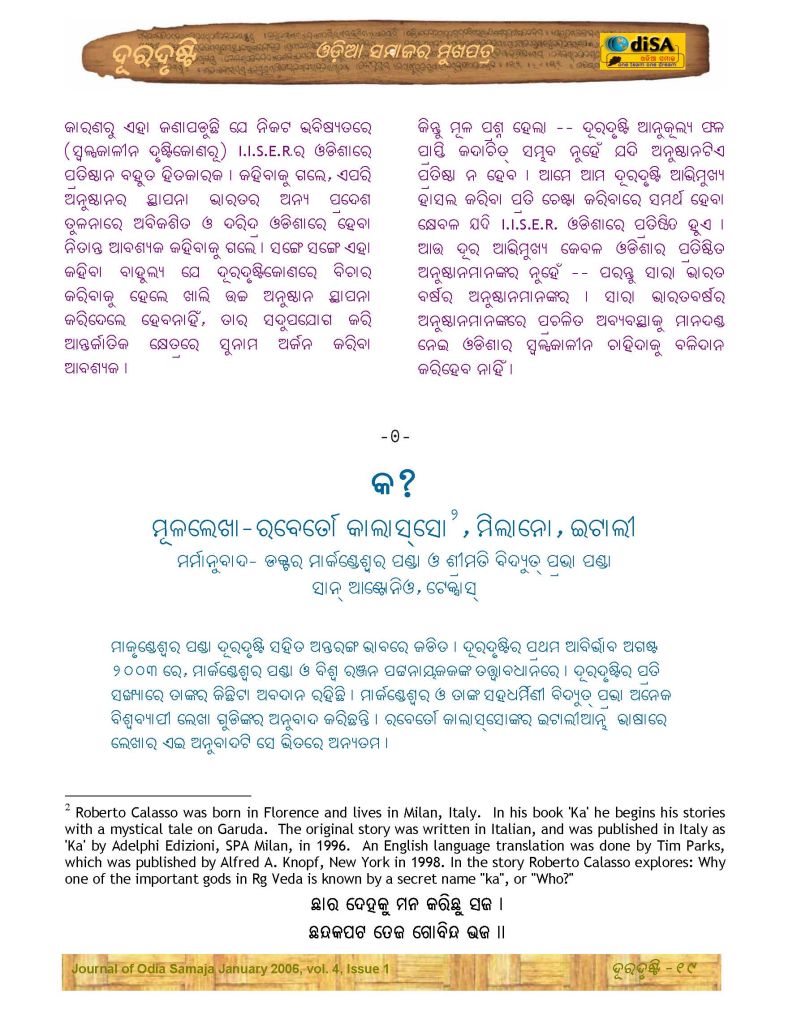 ଦୂରଦୃଷ୍ଟି
ଓଡ଼ିଆ ସମାଜର ମୁଖପତ୍ର
diSA
ଓଡ଼ିଆ ସମାଜ
one team one dream
କାରଣରୁ ଏହା ଜଣାପଡୁଛି ଯେ ନିକଟ ଭବିଷ୍ୟତରେ
(ସ୍ୱଳ୍ପକାଳୀନ ଦୃଷ୍ଟିକୋଣରୁ) I.I.S.E.R.ର ଓଡିଶାରେ
ପ୍ରତିଷ୍ଠାନ ବହୁତ ହିତକାରକ । କହିବାକୁ ଗଲେ, ଏପରି
ଅନୁଷ୍ଠାନର ସ୍ଥାପନା ଭାରତର ଅନ୍ୟ ପ୍ରଦେଶ
ତୁଳନାରେ ଅବିକଶିତ ଓ ଦରିଦ୍ର ଓଡିଶାରେ ହେବା
ନିତାନ୍ତ ଆବଶ୍ୟକ କହିବାକୁ ଗଲେ । ସଙ୍ଗେ ସଙ୍ଗେ ଏହା
କହିବା ବାହୁଲ୍ୟ ଯେ ଦୂରଦୃଷ୍ଟିକୋଣରେ ବିଚାର
କରିବାକୁ ହେଲେ ଖାଲି ଉଚ୍ଚ ଅନୁଷ୍ଠାନ ସ୍ଥାପନା
କରିଦେଲେ ହେବନାହିଁ, ତାର ସଦୁପଯୋଗ କରି
ଆନ୍ତର୍ଜାତିକ କ୍ଷେତ୍ରରେ ସୁନାମ ଅର୍ଜନ କରିବା
ଆବଶ୍ୟକ ।
କିନ୍ତୁ ମୂଳ ପ୍ରଶ୍ନ ହେଲା -- ଦୂରଦୃଷ୍ଟି ଆନୁକୂଲ୍ୟ ଫଳ
ପ୍ରାପ୍ତି କଦାଚିତ୍ ସମ୍ଭବ ନୁହେଁ ଯଦି ଅନୁଷ୍ଠାନଟିଏ
ପ୍ରତିଷ୍ଠା ନ ହେବ । ଆମେ ଆମ ଦୂରଦୃଷ୍ଟି ଆଭିମୁଖ୍ୟ
ହାସଲ କରିବା ପ୍ରତି ଚେଷ୍ଟା କରିବାରେ ସମର୍ଥ ହେବା
କ୍ଷେବଳ ଯଦି I.I.S.E.R. ଓଡିଶାରେ ପ୍ରତିଷ୍ଠିତ ହୁଏ ।
ଆଉ ଦୂର ଆଭିମୁଖ୍ୟ କେବଳ ଓଡିଶାର ପ୍ରତିଷ୍ଠିତ
ଅନୁଷ୍ଠାନମାନଙ୍କର ନୁହେଁ -- ପରନ୍ତୁ ସାରା ଭାରତ
ବର୍ଷର ଅନୁଷ୍ଠାନମାନଙ୍କର । ସାରା ଭାରତବର୍ଷର
ଅନୁଷ୍ଠାନମାନଙ୍କରେ ପ୍ରଚଳିତ ଅବ୍ୟବସ୍ଥାକୁ ମାନଦଣ୍ଡ
ନେଇ ଓଡିଶାର ସ୍ୱଳ୍ପକାଳୀନ ଚାହିଦାକୁ ବଳିଦାନ
କରିହେବ ନାହିଁ ।
-0-
କ?
ମୂଳଲେଖା-ରବେର୍ତୋ କାଲାସ୍‌ସୋ୨, ମିଲାନୋ, ଇଟାଲୀ
ମର୍ମାନୁବାଦ- ଡକ୍ଟର ମାର୍କଣ୍ଡେଶ୍ୱର ପଣ୍ଡା ଓ ଶ୍ରୀମତି ବିଦ୍ୟୁତ୍ ପ୍ରଭା ପଣ୍ଡା
ସାନ୍ ଆଣ୍ଟୋନିଓ, ଟେକ୍ସାସ୍
ମାର୍କଣ୍ଡେଶ୍ୱର ପଣ୍ଡା ଦୂରଦୃଷ୍ଟି ସହିତ ଅନ୍ତରଙ୍ଗ ଭାବରେ ଜଡିତ । ଦୂରଦୃଷ୍ଟିର ପ୍ରଥମ ଆବିର୍ଭାବ ଅଗଷ୍ଟ
୨୦୦୩ ରେ, ମାର୍କଣ୍ଡେଶ୍ୱର ପଣ୍ଡା ଓ ବିଶ୍ୱ ରଞ୍ଜନ ପଟ୍ଟନାୟକଙ୍କ ତତ୍ତ୍ୱାବଧାନରେ । ଦୂରଦୃଷ୍ଟିର ପ୍ରତି
ସଖ୍ୟାରେ ତାଙ୍କର କିଛିଟା ଅବଦାନ ରହିଛି । ମାର୍କଣ୍ଡେଶ୍ୱର ଓ ତାଙ୍କ ସହଧର୍ମିଣୀ ବିଦ୍ୟୁତ୍ ପ୍ରଭା ଅନେକ
ବିଶ୍ୱବ୍ୟାପୀ ଲେଖା ଗୁଡିଙ୍କର ଅନୁବାଦ କରିଛନ୍ତି । ରବେର୍ତୋ କାଲାସ୍‌ସୋଙ୍କର ଇଟାଲୀଆନ୍ ଭାଷାରେ
ଲେଖାର ଏଇ ଅନୁବାଦଟି ସେ ଭିତରେ ଅନ୍ୟତମ ।
2 Roberto Calasso was born in Florence and lives in Milan, Italy. In his book 'Ka' he begins his stories
with a mystical tale on Garuda. The original story was written in Italian, and was published in Italy as
'Ka' by Adelphi Edizioni, SPA Milan, in 1996. An English language translation was done by Tim Parks,
which was published by Alfred A. Knopf, New York in 1998. In the story Roberto Calasso explores: Why
one of the important gods in Rg Veda is known by a secret name "ka", or "Who?"
ଛାର ଦେହକୁ ମନ କରିଛୁ ସଜ ।
ଛନ୍ଦକପଟ ତେଜ ଗୋବିନ୍ଦ ଭଜ ॥
Journal of Odia Samaja January 2006, vol. 4, Issue 1
ଦୂରଦୃଷ୍ଟି - ୧୯